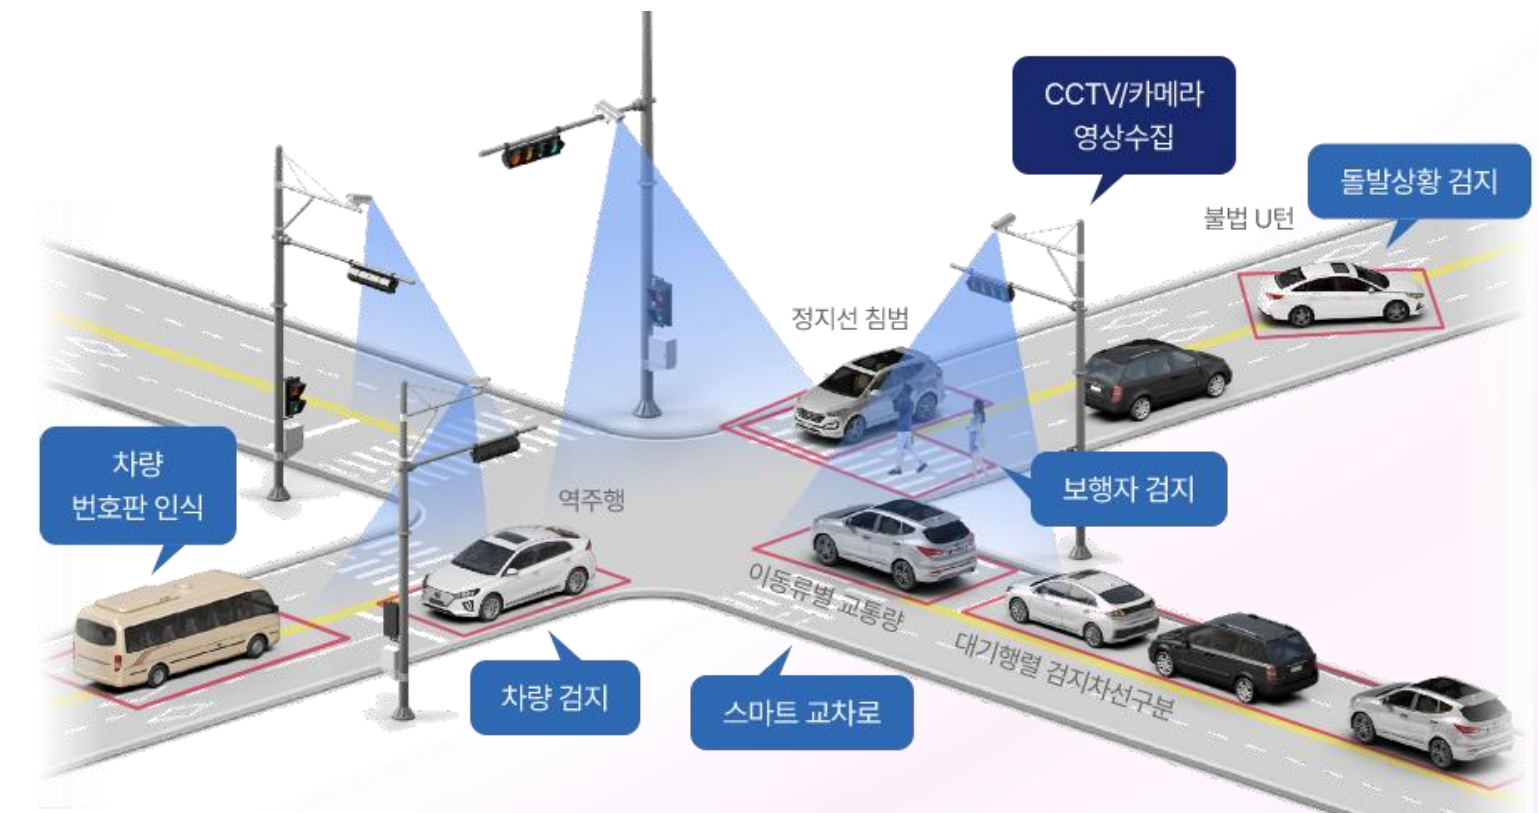 CCTV/카메라
영상수집
돌발상황 검지
불법 U턴
정지선 침범
차량
번호판 인식
역주행
보행자 검지
이동류별 교통량
대기행렬 검지차선구분
차량 검지
스마트 교차로